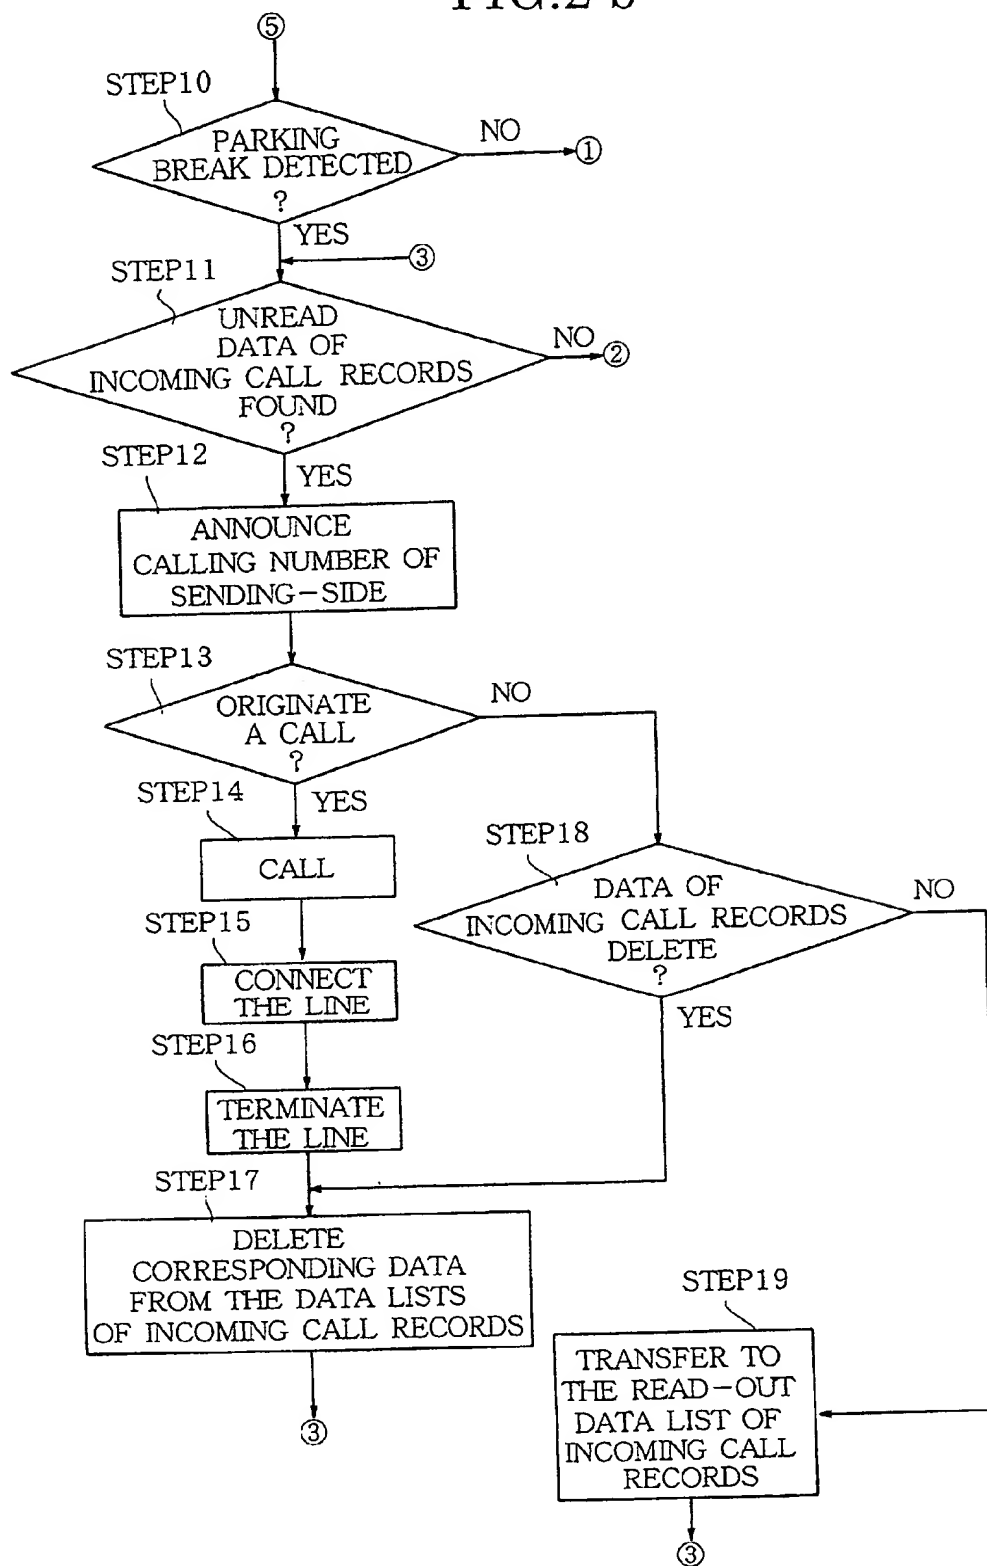 FIG.2-b
⑤
STEP10
PARKING
BREAK DETECTED
?
NO
①
YES
③
STEP11
UNREAD
DATA OF
INCOMING CALL RECORDS
FOUND
?
NO
②
YES
STEP12
ANNOUNCE
CALLING NUMBER OF
SENDING-SIDE
STEP13
ORIGINATE
A CALL
?
NO
YES
STEP14
CALL
STEP15
CONNECT
THE LINE
STEP16
TERMINATE
THE LINE
STEP18
DATA OF
INCOMING CALL RECORDS
DELETE
?
NO
YES
STEP17
DELETE
CORRESPONDING DATA
FROM THE DATA LISTS
OF INCOMING CALL RECORDS
③
STEP19
TRANSFER TO
THE READ-OUT
DATA LIST OF
INCOMING CALL
RECORDS
③